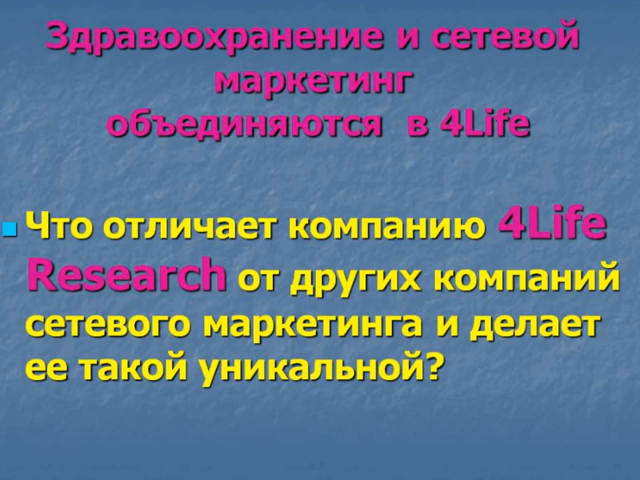 Здравоохранение и сетевой
маркетинг
объединяются в 4Life
Что отличает компанию 4Life
Research от других компаний
сетевого маркетинга и делает
ее такой уникальной?